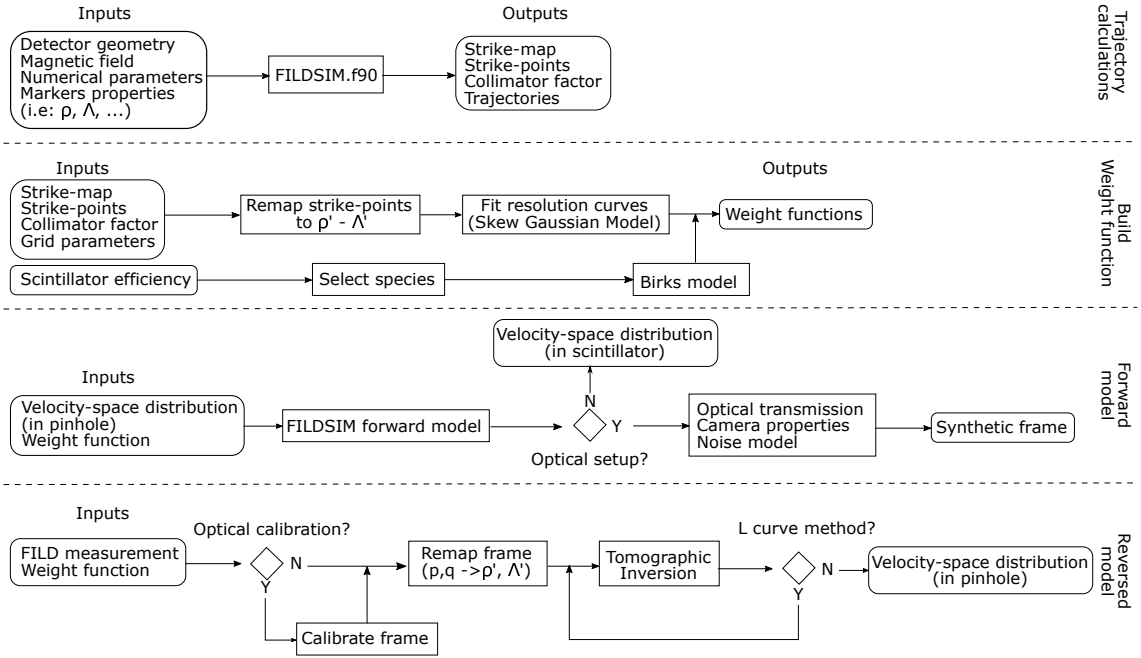 Inputs
Outputs
Detector geometry
Magnetic field
Numerical parameters
Markers properties
(i.e: ρ, Λ, ...)
FILDSIM.f90
Strike-map
Strike-points
Collimator factor
Trajectories
Trajectory
calculations
Inputs
Outputs
Strike-map
Strike-points
Collimator factor
Grid parameters
Remap strike-points
to ρ' - Λ'
Fit resolution curves
(Skew Gaussian Model)
Weight functions
Scintillator efficiency
Select species
Birks model
Build
Weight function
Inputs
Velocity-space distribution
(in pinhole)
Weight function
FILDSIM forward model
Velocity-space distribution
(in scintillator)
N
Y
Optical setup?
Optical transmission
Camera properties
Noise model
Synthetic frame
Forward
model
Inputs
FILD measurement
Weight function
Optical calibration?
N
Y
Calibrate frame
Remap frame
(p,q ->ρ', Λ')
Tomographic
Inversion
L curve method?
N
Y
Velocity-space distribution
(in pinhole)
Reversed
model